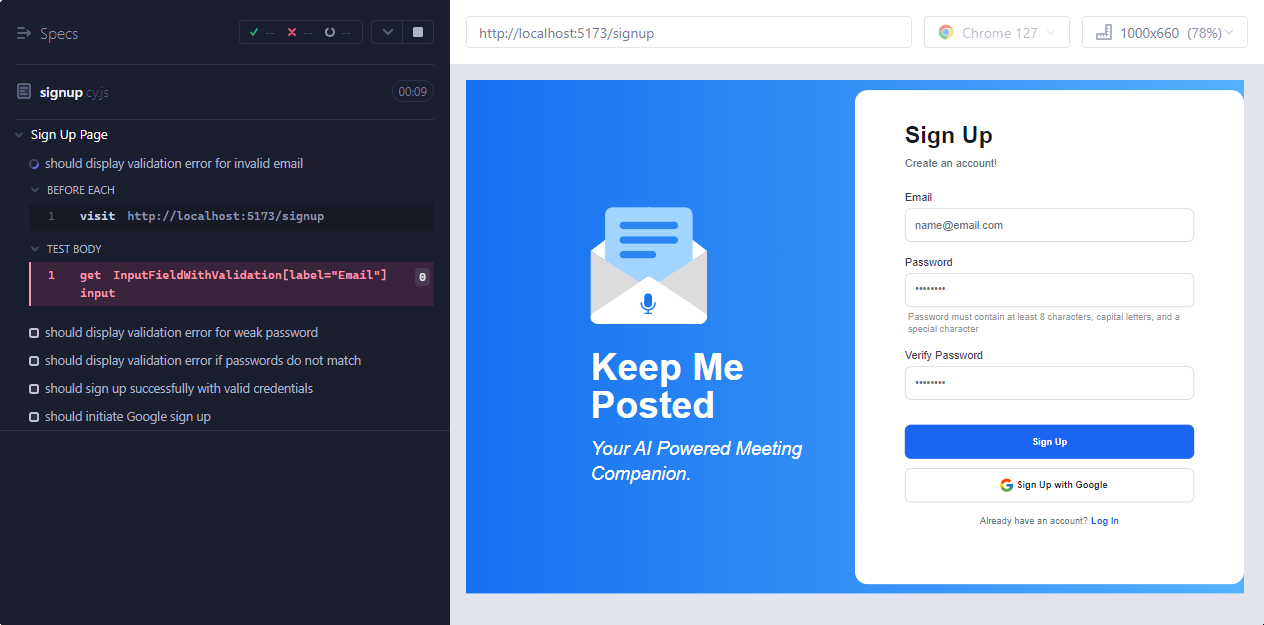 Specs
--
--
--
http://localhost:5173/signup
Chrome 127
1000x660 (78%)
signup.cy.js
00:09
Sign Up Page
should display validation error for invalid email
BEFORE EACH
1 visit http://localhost:5173/signup
TEST BODY
1 get InputFieldWithValidation[label="Email"]
input
0
should display validation error for weak password
should display validation error if passwords do not match
should sign up successfully with valid credentials
should initiate Google sign up
Keep Me
Posted
Your AI Powered Meeting
Companion.
Sign Up
Create an account!
Email
name@email.com
Password
••••••••
Password must contain at least 8 characters, capital letters, and a
special character
Verify Password
••••••••
Sign Up
Sign Up with Google
Already have an account? Log In